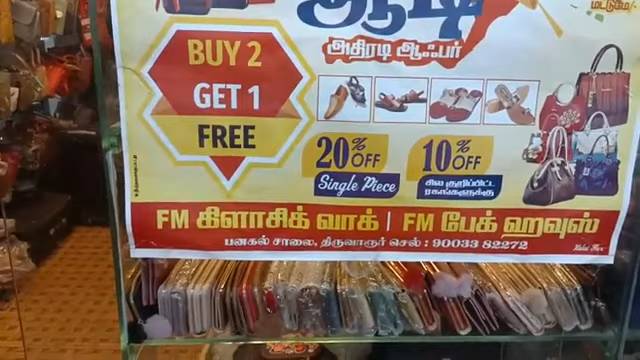 மட்டுமே
ஆடி
அதிரடி ஆஃபர்
BUY 2
GET 1
FREE
20% OFF
Single Piece
10% OFF
சில குறிப்பிட்ட
ரகங்களுக்கு
FM கிளாசிக் வாக் | FM பேக் ஹவுஸ்
பனகல் சாலை, திருவாரூர் செல் : 90033 82272